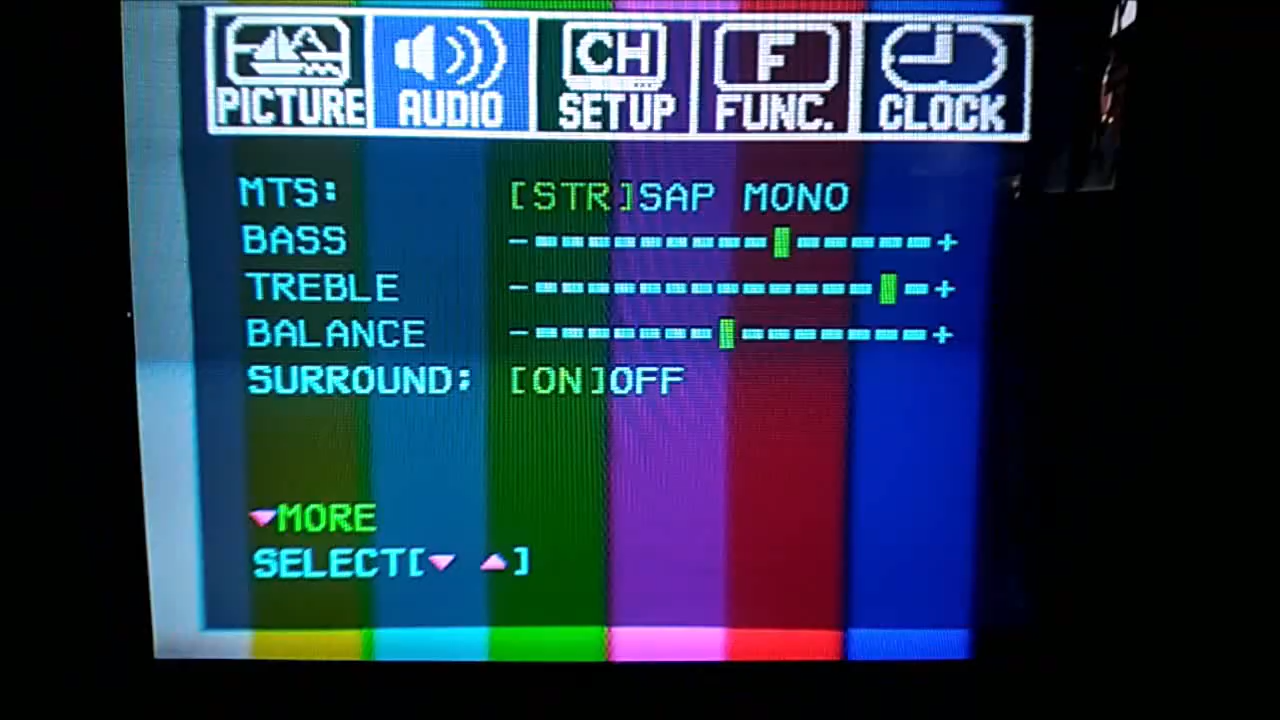 PICTURE AUDIO CH SETUP F FUNC. CLOCK
MTS: [STR]SAP MONO
BASS - +
TREBLE - +
BALANCE - +
SURROUND: [ON]OFF
▼MORE
SELECT[▼ ▲]